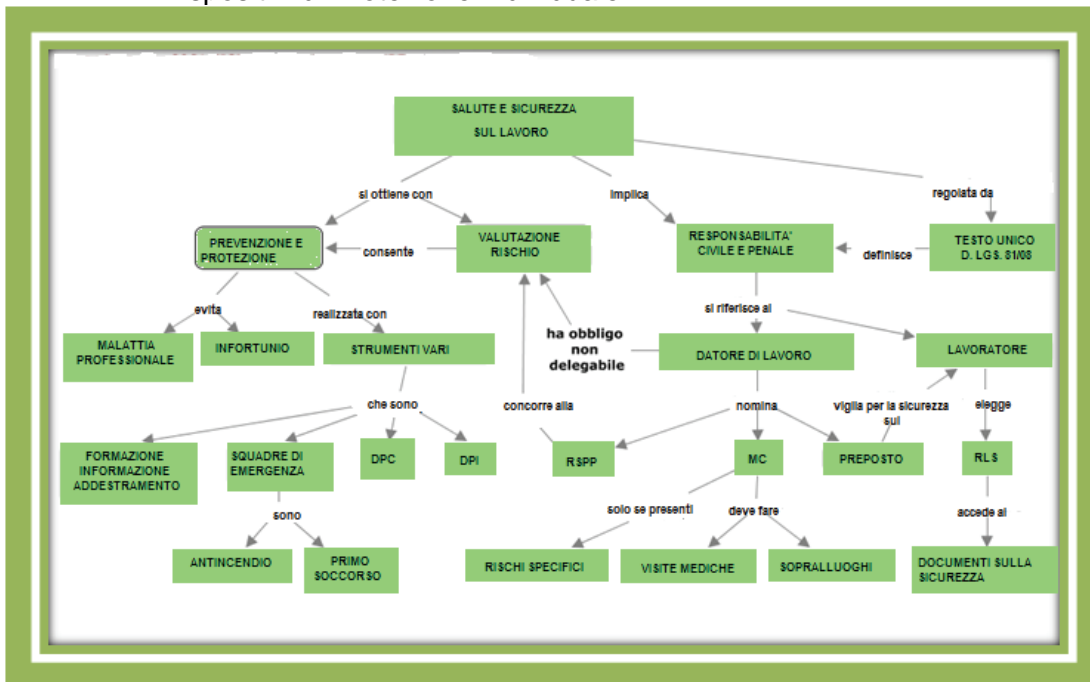 SALUTE E SICUREZZA
SUL LAVORO
si ottiene con
implica
regolata da
PREVENZIONE E
PROTEZIONE
consente
VALUTAZIONE
RISCHIO
RESPONSABILITA'
CIVILE E PENALE
definisce
TESTO UNICO
D. LGS. 81/08
evita
realizzata con
si riferisce al
MALATTIA
PROFESSIONALE
INFORTUNIO
STRUMENTI VARI
ha obbligo
non
delegabile
DATORE DI LAVORO
LAVORATORE
che sono
concorre alla
nomina
vigila per la sicurezza
sul
elegge
FORMAZIONE
INFORMAZIONE
ADDESTRAMENTO
SQUADRE DI
EMERGENZA
DPC
DPI
RSPP
MC
PREPOSTO
RLS
sono
solo se presenti
deve fare
accede ai
ANTINCENDIO
PRIMO
SOCCORSO
RISCHI SPECIFICI
VISITE MEDICHE
SOPRALLUOGHI
DOCUMENTI SULLA
SICUREZZA